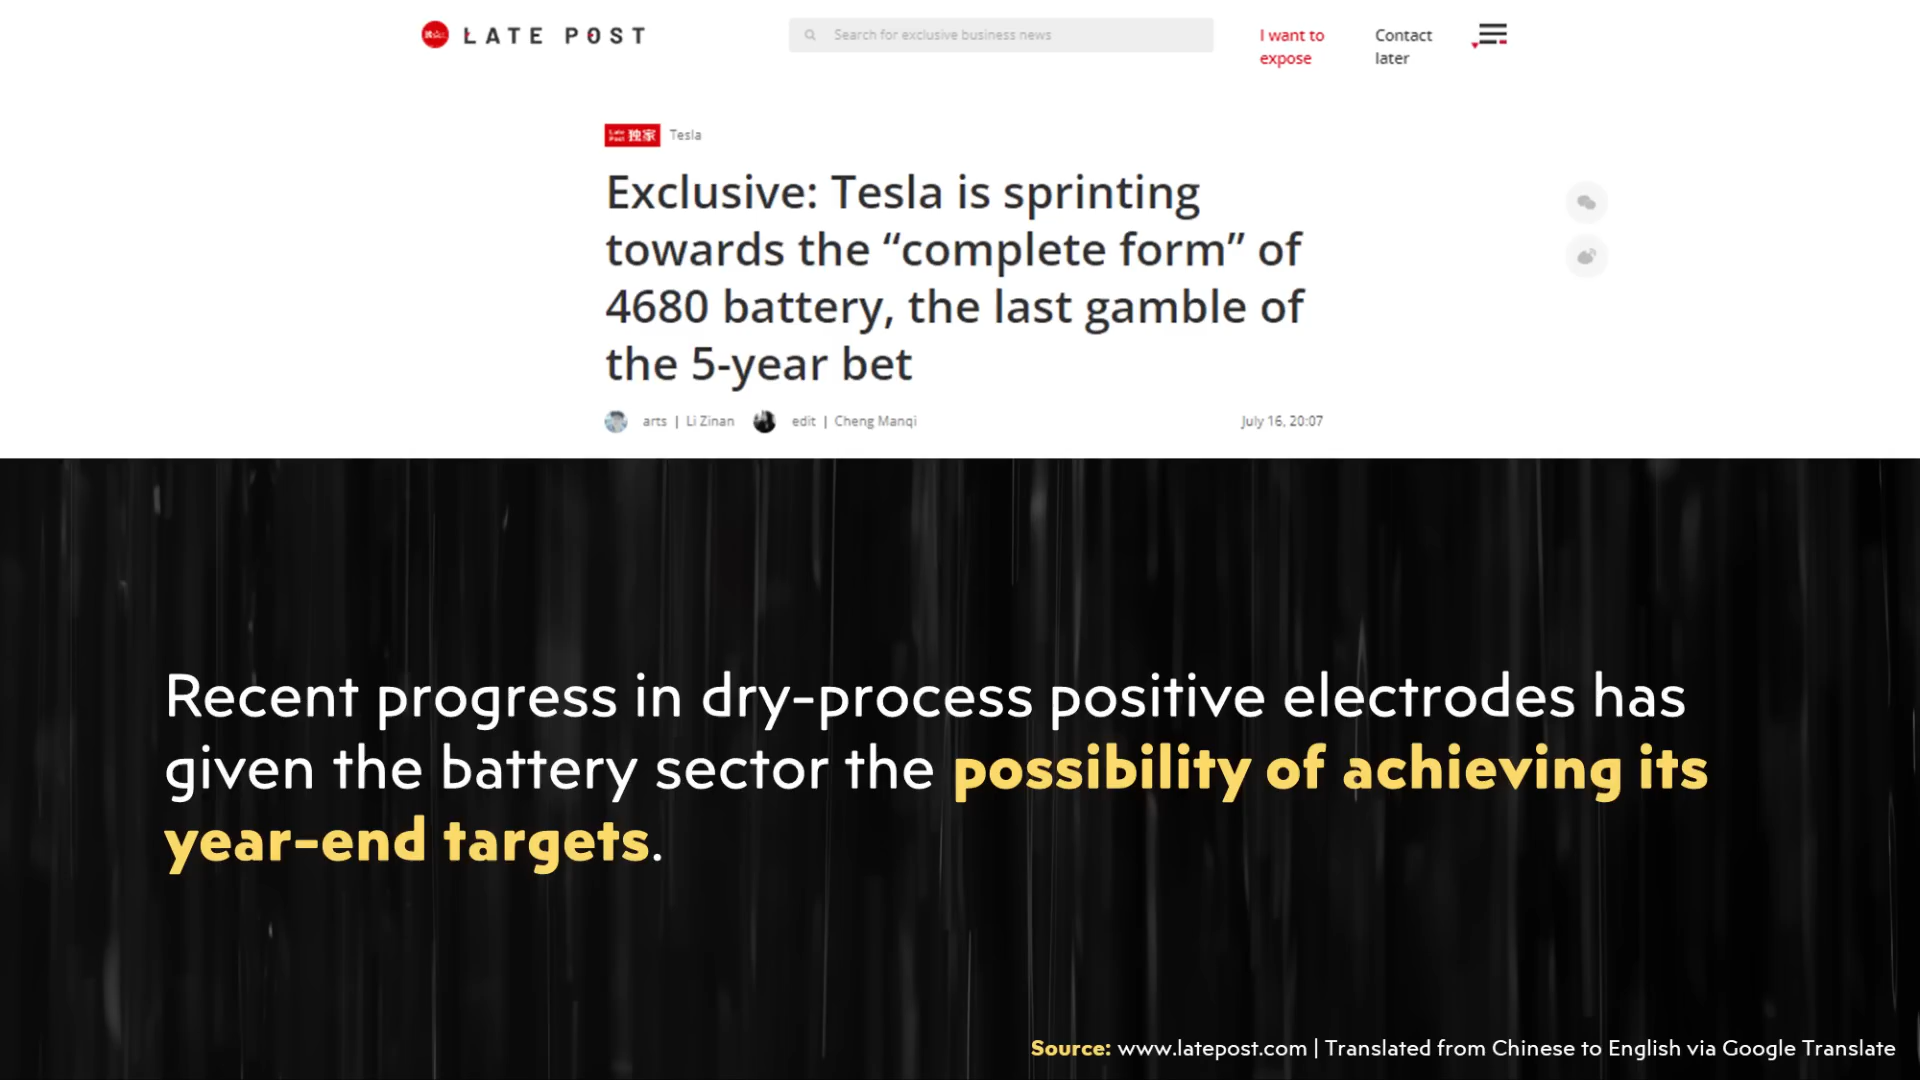 LATE POST
Search for exclusive business news
I want to
expose
Contact
later
Late
Post 独家 Tesla
Exclusive: Tesla is sprinting
towards the “complete form” of
4680 battery, the last gamble of
the 5-year bet
arts | Li Zinan edit | Cheng Manqi July 16, 20:07
Recent progress in dry-process positive electrodes has
given the battery sector the possibility of achieving its
year-end targets.
Source: www.latepost.com | Translated from Chinese to English via Google Translate